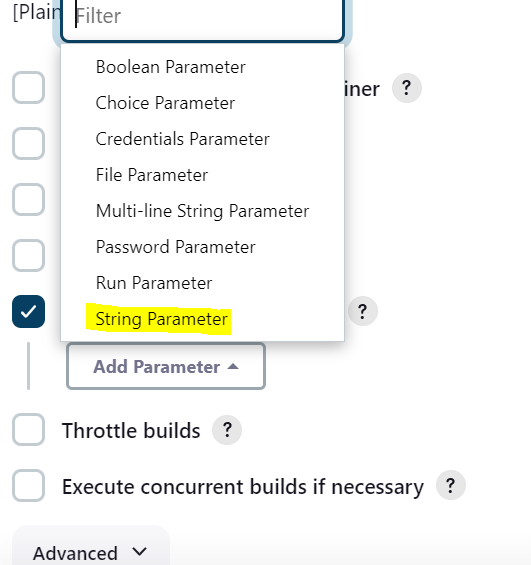 [Plain
Filter
Boolean Parameter
Choice Parameter
iner ?
Credentials Parameter
File Parameter
Multi-line String Parameter
Password Parameter
Run Parameter
String Parameter
?
Add Parameter
Throttle builds ?
Execute concurrent builds if necessary ?
Advanced